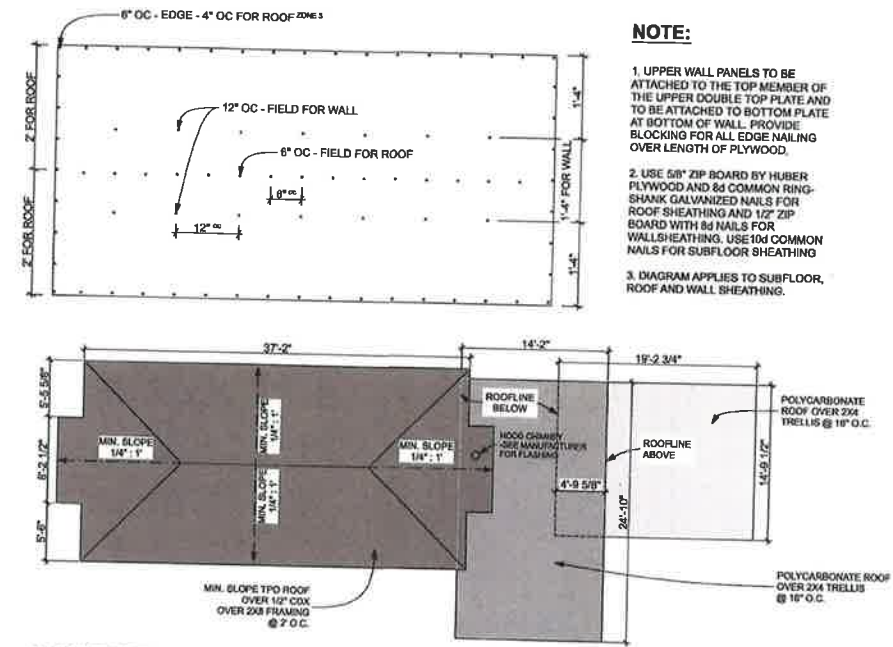 6" OC - EDGE - 4" OC FOR ROOF ZONE 3
2' FOR ROOF
2' FOR ROOF
12" OC - FIELD FOR WALL
6" OC - FIELD FOR ROOF
6" OC
12" OC
1'-4"
1'-4" FOR WALL
1'-4"
NOTE:
1. UPPER WALL PANELS TO BE
ATTACHED TO THE TOP MEMBER OF
THE UPPER DOUBLE TOP PLATE AND
TO BE ATTACHED TO BOTTOM PLATE
AT BOTTOM OF WALL. PROVIDE
BLOCKING FOR ALL EDGE NAILING
OVER LENGTH OF PLYWOOD.
2. USE 5/8" ZIP BOARD BY HUBER
PLYWOOD AND 8d COMMON RING-
SHANK GALVANIZED NAILS FOR
ROOF SHEATHING AND 1/2" ZIP
BOARD WITH 8d NAILS FOR
WALLSHEATHING. USE 10d COMMON
NAILS FOR SUBFLOOR SHEATHING
3. DIAGRAM APPLIES TO SUBFLOOR,
ROOF AND WALL SHEATHING.
37'-2"
14'-2"
19'-2 3/4"
5'-5 5/8"
8'-2 1/2"
5'-6"
MIN. SLOPE
1/4" : 1'
MIN. SLOPE
1/4" : 1'
MIN. SLOPE
1/4" : 1'
MIN. SLOPE
1/4" : 1'
ROOFLINE
BELOW
HOOD CHIMNEY
-SEE MANUFACTURER
FOR FLASHING
ROOFLINE
ABOVE
4'-9 5/8"
24'-10"
14'-9 1/2"
POLYCARBONATE
ROOF OVER 2X4
TRELLIS @ 16" O.C.
POLYCARBONATE ROOF
OVER 2X4 TRELLIS
@ 16" O.C.
MIN. SLOPE TPO ROOF
OVER 1/2" CDX
OVER 2X8 FRAMING
@ 2' O.C.